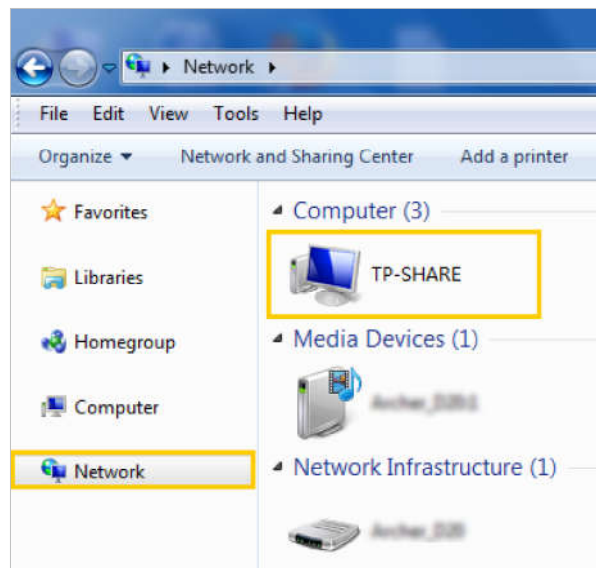 Network
File Edit View Tools Help
Organize Network and Sharing Center Add a printer
Favorites
Libraries
Homegroup
Computer
Network
Computer (3)
TP-SHARE
Media Devices (1)
Network Infrastructure (1)